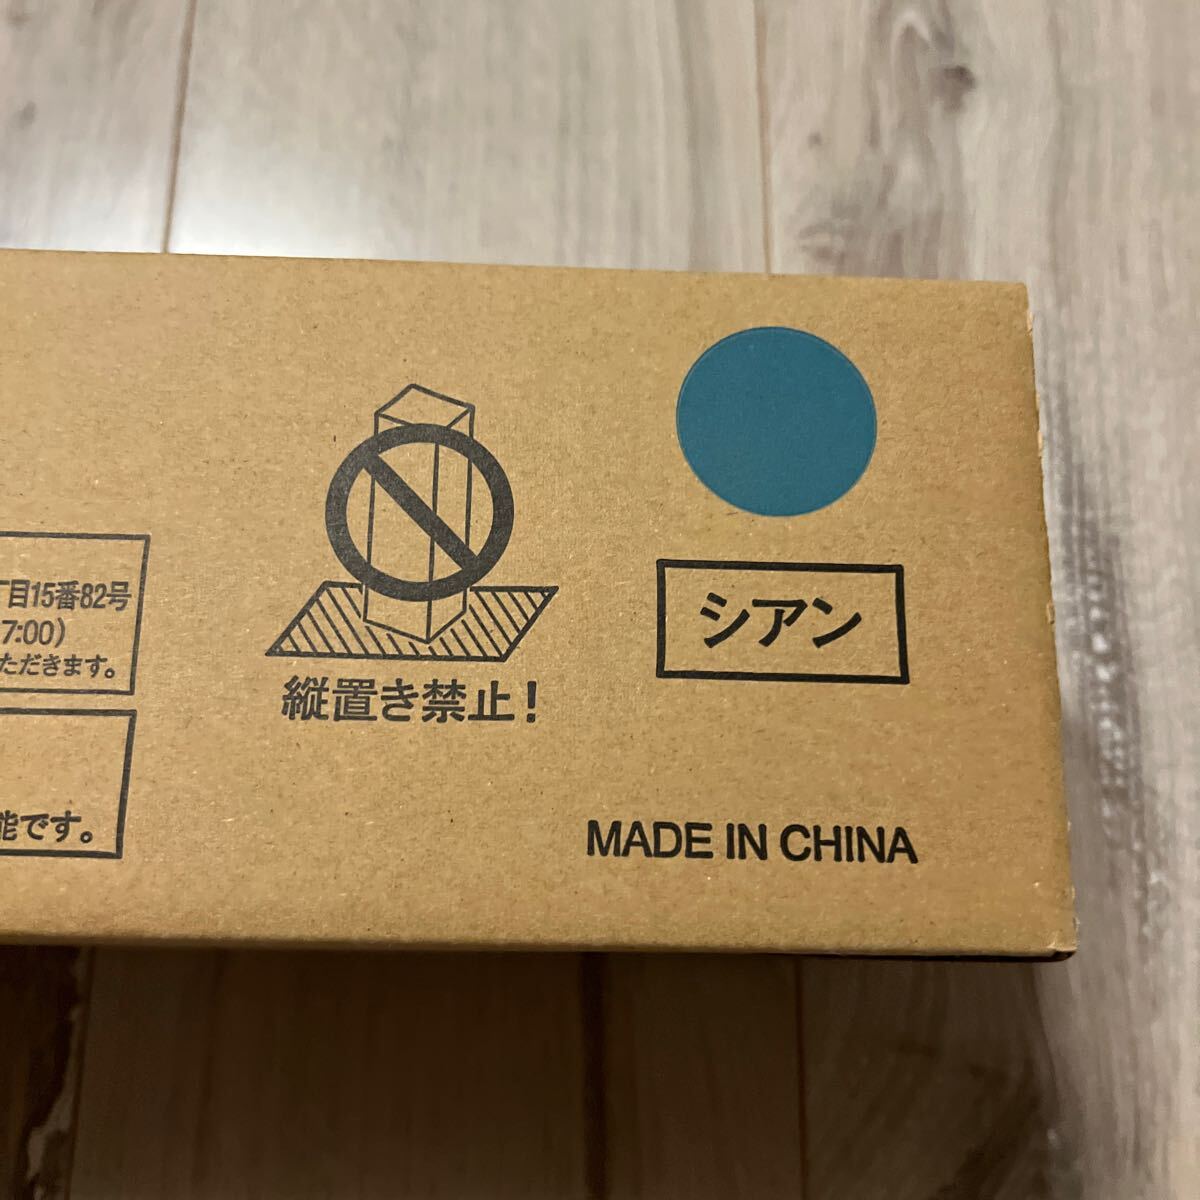 シアン
丁目15番82号
7:00)
ただきます。
縦置き禁止!
能です。
MADE IN CHINA